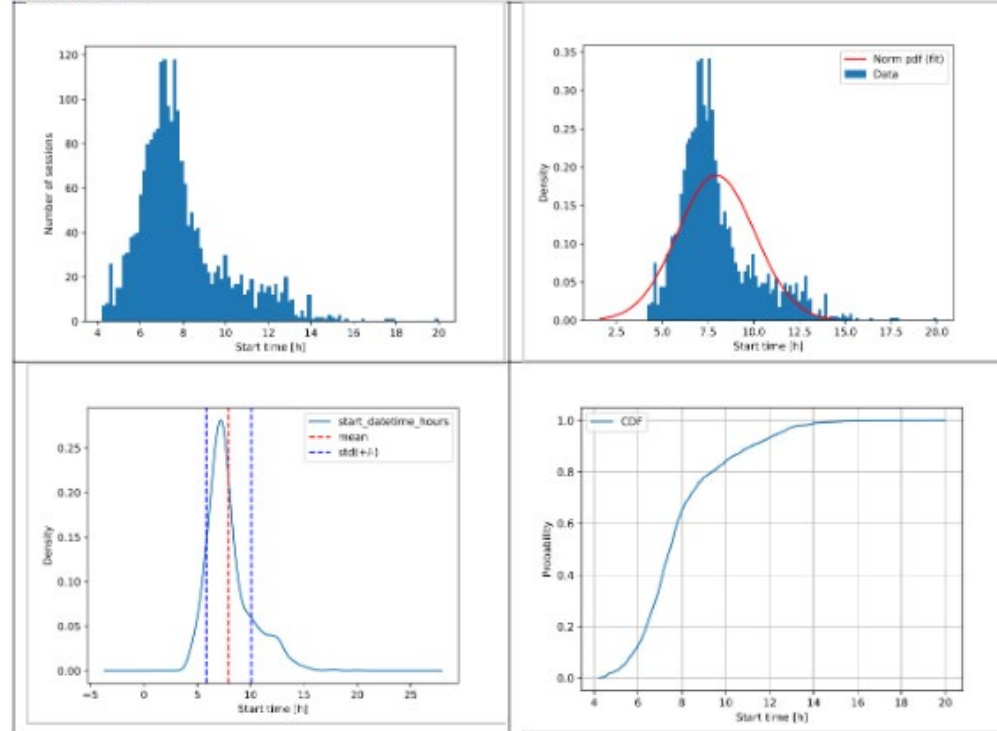 120
100
80
60
40
20
0
Number of sessions
4 6 8 10 12 14 16 18 20
Start time [h]
0.35
0.30
0.25
0.20
0.15
0.10
0.05
0.00
Density
Norm pdf (fit)
Data
2.5 5.0 7.5 10.0 12.5 15.0 17.5 20.0
Start time [h]
0.25
0.20
0.15
0.10
0.05
0.00
Density
start_datetime_hours
mean
std(+/-)
−5 0 5 10 15 20 25
Start time [h]
1.0
0.8
0.6
0.4
0.2
0.0
Probability
CDF
4 6 8 10 12 14 16 18 20
Start time [h]